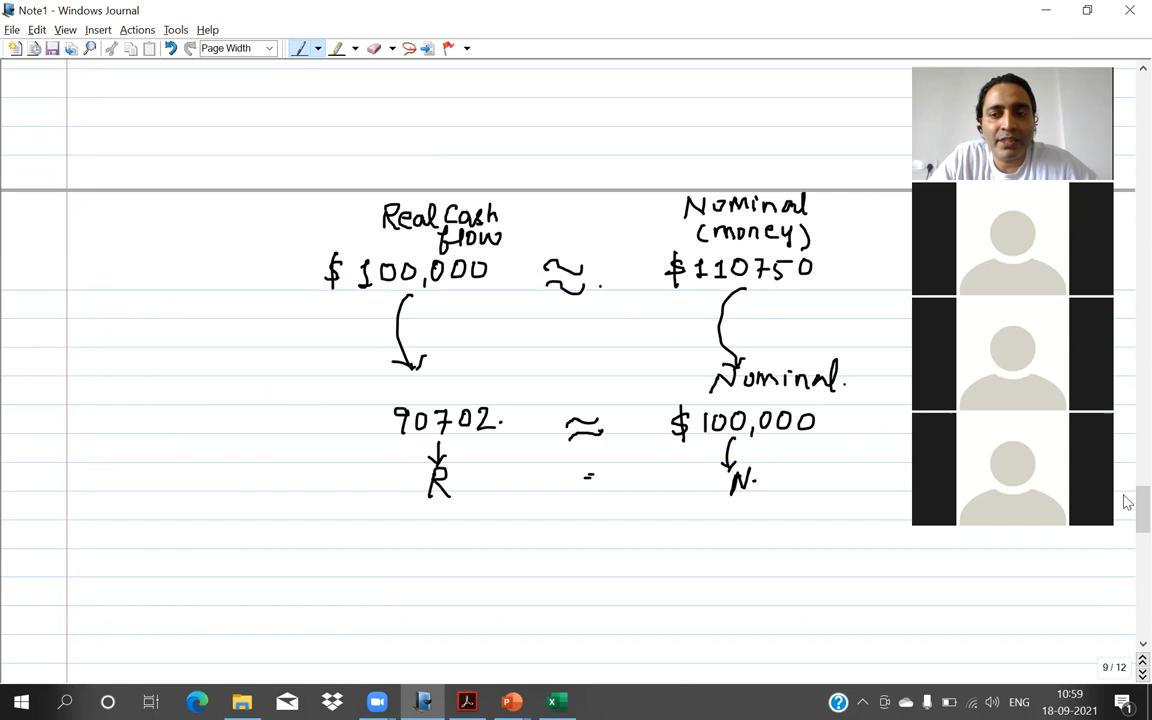 Note1 - Windows Journal
File Edit View Insert Actions Tools Help
Page Width
Real Cash flow
Nominal (money)
$100,000 ≈ $110750
Nominal.
90702. ≈ $100,000
R = N.
9 / 12
ENG
10:59
18-09-2021
1